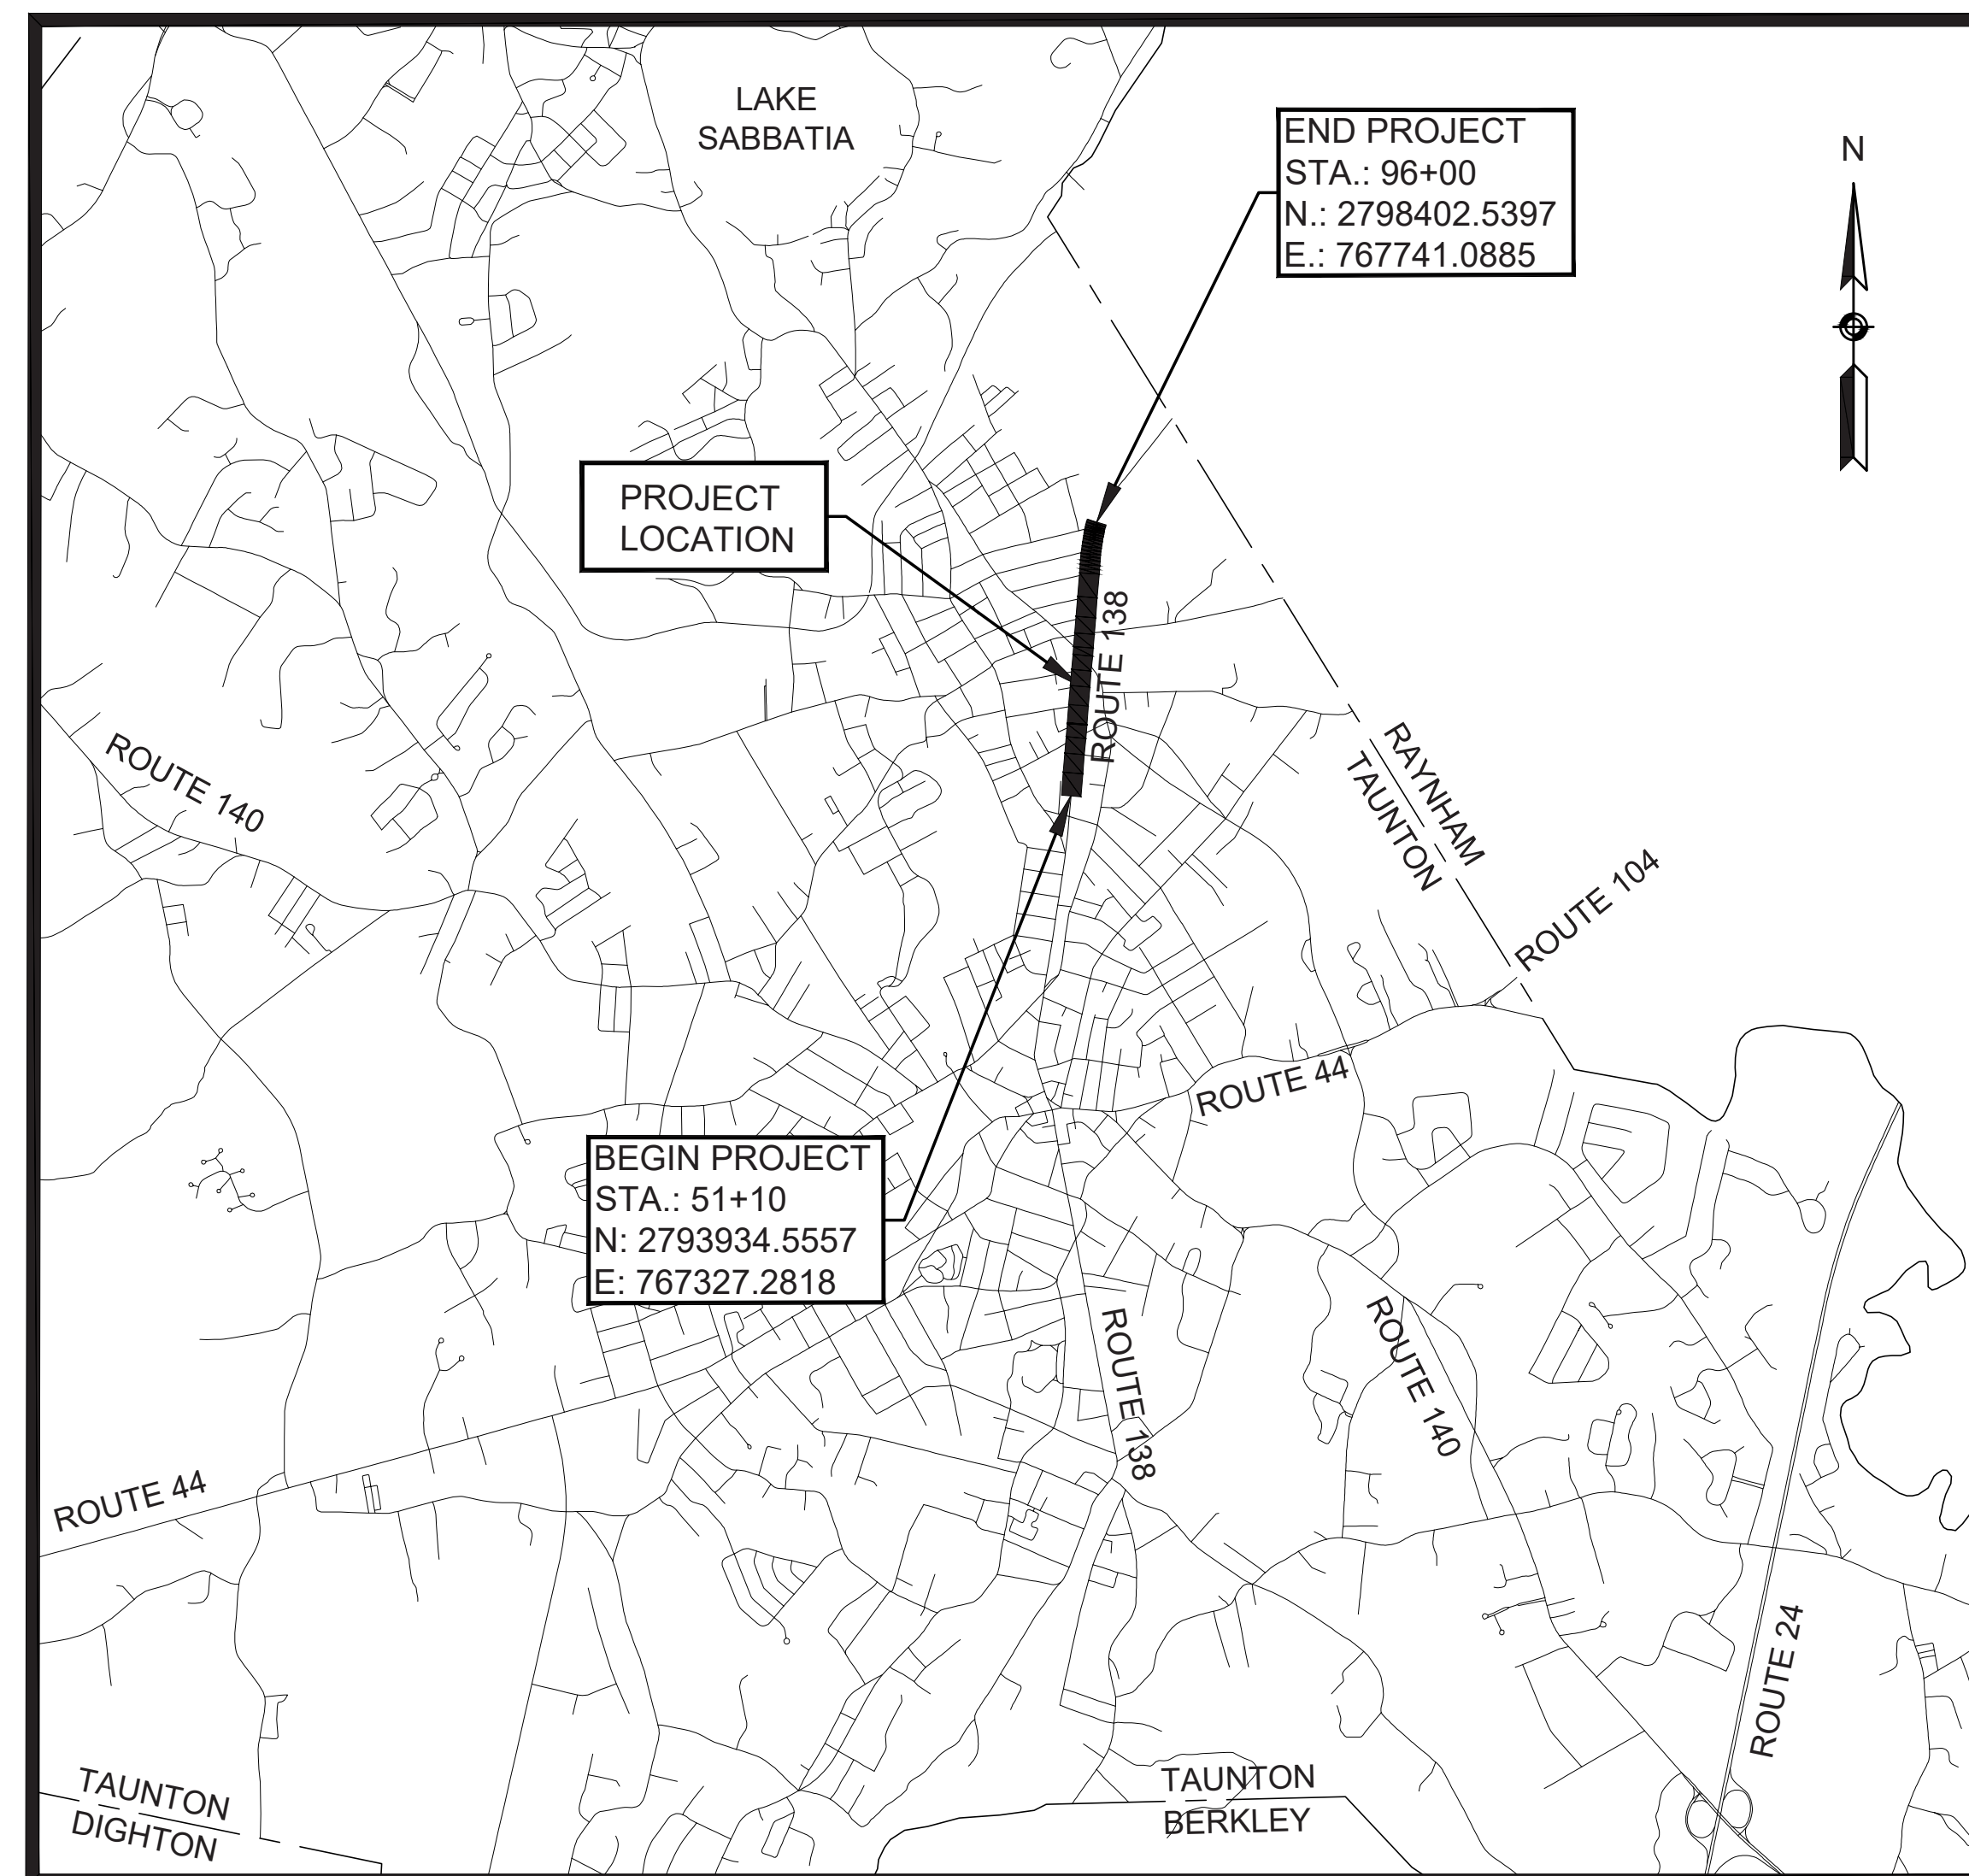 LAKE
SABBATIA
END PROJECT
STA.: 96+00
N.: 2798402.5397
E.: 767741.0885
N
PROJECT
LOCATION
ROUTE 138
ROUTE 140
RAYNHAM
TAUNTON
ROUTE 104
ROUTE 44
BEGIN PROJECT
STA.: 51+10
N: 2793934.5557
E: 767327.2818
ROUTE 138
ROUTE 140
ROUTE 44
ROUTE 24
TAUNTON
DIGHTON
TAUNTON
BERKLEY